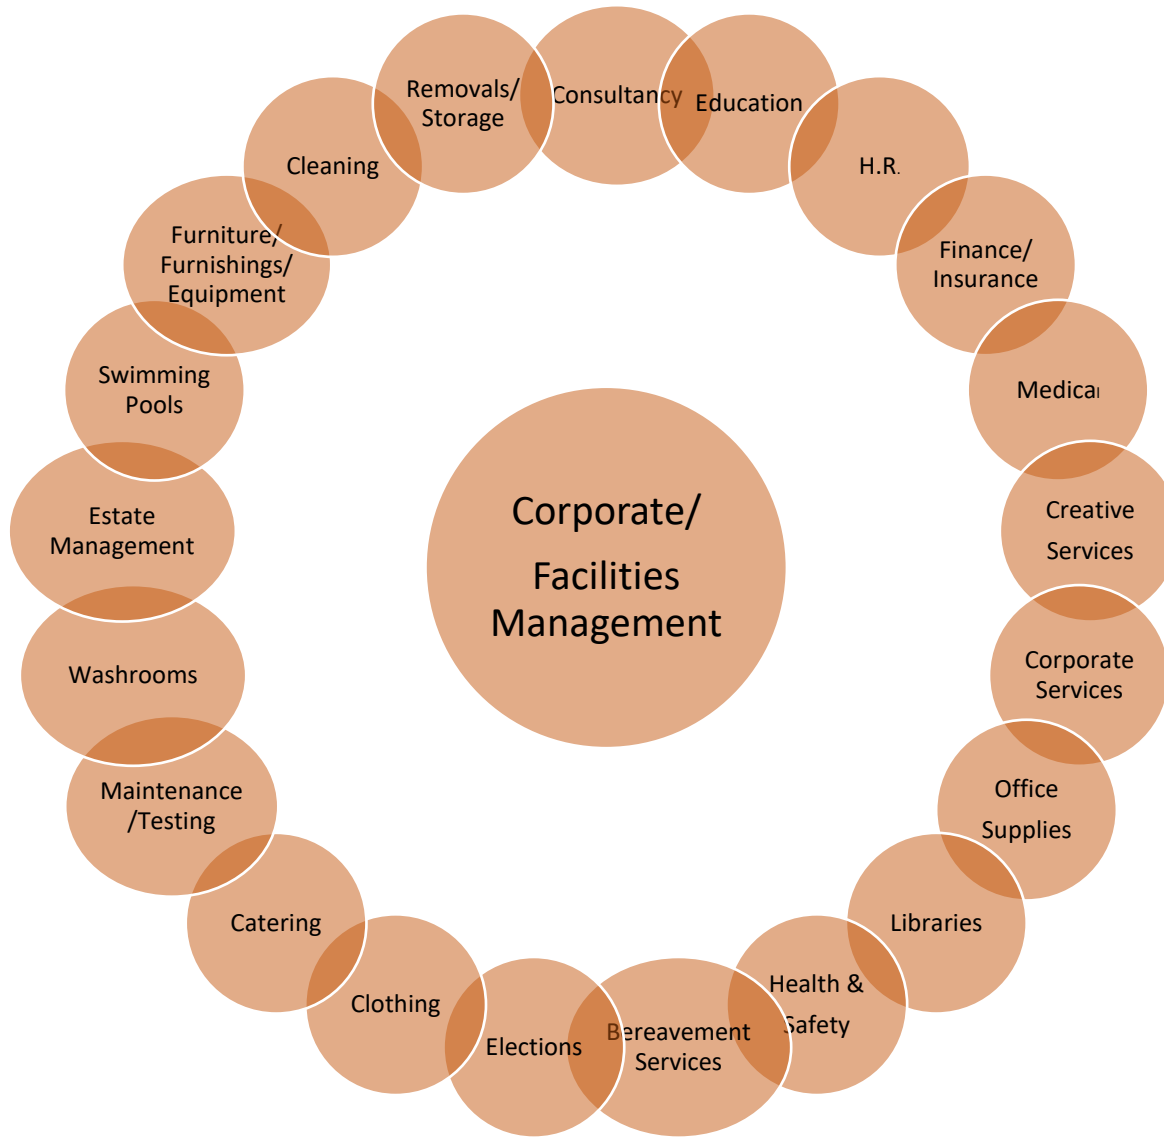 Consultancy
Education
H.R.
Finance/
Insurance
Medical
Creative
Services
Corporate
Services
Office
Supplies
Libraries
Health &
Safety
Bereavement
Services
Elections
Clothing
Catering
Maintenance
/Testing
Washrooms
Estate
Management
Swimming
Pools
Furniture/
Furnishings/
Equipment
Cleaning
Removals/
Storage
Corporate/
Facilities
Management